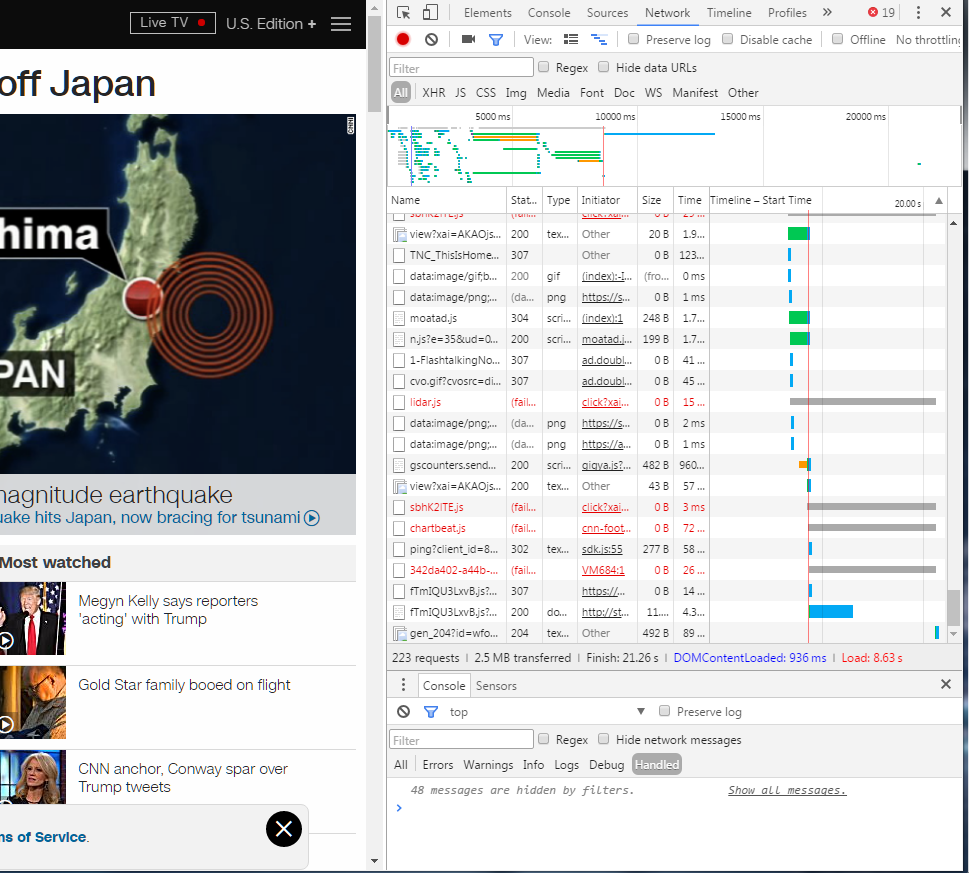 Live TV
U.S. Edition +
off Japan
CNNi
hima
PAN
magnitude earthquake
uake hits Japan, now bracing for tsunami
Most watched
Megyn Kelly says reporters
'acting' with Trump
Gold Star family booed on flight
CNN anchor, Conway spar over
Trump tweets
ms of Service.
Elements Console Sources Network Timeline Profiles » 19
View: Preserve log Disable cache Offline No throttling
Filter Regex Hide data URLs
All XHR JS CSS Img Media Font Doc WS Manifest Other
5000 ms 10000 ms 15000 ms 20000 ms
Name Stat... Type Initiator Size Time Timeline – Start Time 20.00 s
sbhK2lTE.js (fail... click?xai... 0 B
view?xai=AKAOjs... 200 tex... Other 20 B 1.9...
TNC_ThisIsHome... 307 Other 0 B 123...
data:image/gif;b... 200 gif (index):-I... (fro... 0 ms
data:image/png;... (da... png https://s... 0 B 1 ms
moatad.js 304 scri... (index):1 248 B 1.7...
n.js?e=35&ud=0... 200 scri... moatad.j... 199 B 1.7...
1-FlashtalkingNo... 307 ad.doubl... 0 B 41 ...
cvo.gif?cvosrc=di... 307 ad.doubl... 0 B 45 ...
lidar.js (fail... click?xai... 0 B 15 ...
data:image/png;... (da... png https://s... 0 B 2 ms
data:image/png;... (da... png https://a... 0 B 1 ms
gscounters.send... 200 scri... gigya.js?... 482 B 960...
view?xai=AKAOjs... 200 tex... Other 43 B 57 ...
sbhK2lTE.js (fail... click?xai... 0 B 3 ms
chartbeat.js (fail... cnn-foot... 0 B 72 ...
ping?client_id=8... 302 tex... sdk.js:55 277 B 58 ...
342da402-a44b-... (fail... VM684:1 0 B 26 ...
fTmIQU3LxvB.js?... 307 https://... 0 B 14 ...
fTmIQU3LxvB.js?... 200 do... http://st... 11.... 4.3...
gen_204?id=wfo... 204 tex... Other 492 B 89 ...
223 requests | 2.5 MB transferred | Finish: 21.26 s | DOMContentLoaded: 936 ms | Load: 8.63 s
Console Sensors
top Preserve log
Filter Regex Hide network messages
All Errors Warnings Info Logs Debug Handled
48 messages are hidden by filters. Show all messages.